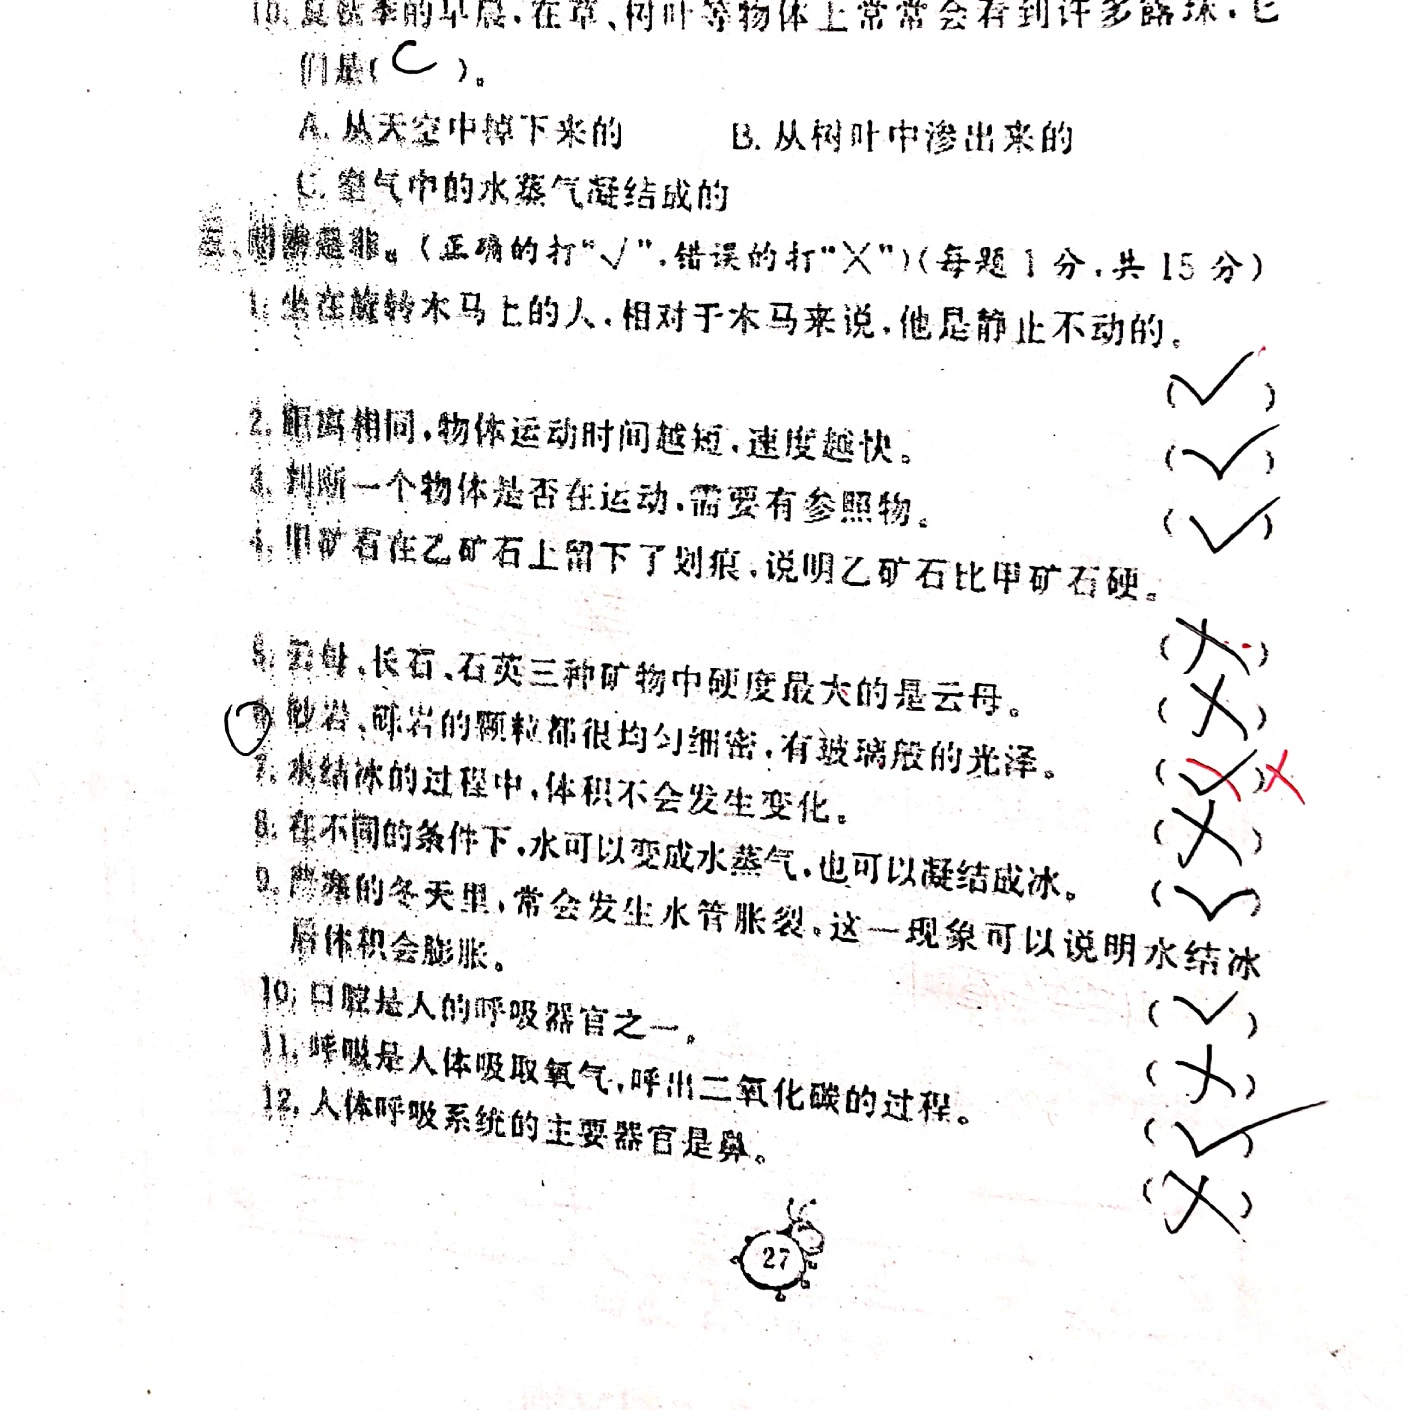 10. 夏秋季的早晨,在草、树叶等物体上常常会看到许多露珠,它
们是( C )。
A. 从天空中掉下来的 B. 从树叶中渗出来的
C. 空气中的水蒸气凝结成的
三、明辨是非。(正确的打“√”,错误的打“×”)(每题1分,共15分)
1. 坐在旋转木马上的人,相对于木马来说,他是静止不动的。
(√)
2. 距离相同,物体运动时间越短,速度越快。 (√)
3. 判断一个物体是否在运动,需要有参照物。 (√)
4. 甲矿石在乙矿石上留下了划痕,说明乙矿石比甲矿石硬。
(×)
5. 云母、长石、石英三种矿物中硬度最大的是云母。 (×)
6. 砂岩、砾岩的颗粒都很均匀细密,有玻璃般的光泽。 (√)×
7. 水结冰的过程中,体积不会发生变化。 (×)
8. 在不同的条件下,水可以变成水蒸气,也可以凝结成冰。 (√)
9. 严寒的冬天里,常会发生水管胀裂。这一现象可以说明水结冰
后体积会膨胀。 (√)
10. 口腔是人的呼吸器官之一。 (×)
11. 呼吸是人体吸取氧气,呼出二氧化碳的过程。 (√)
12. 人体呼吸系统的主要器官是鼻。 (×)
27